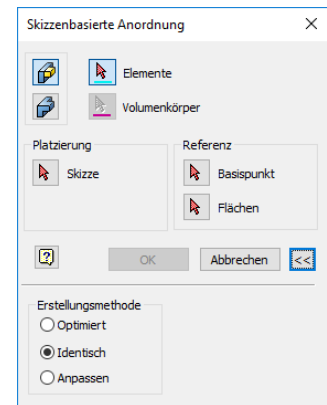 Skizzenbasierte Anordnung
Elemente
Volumenkörper
Platzierung
Skizze
Referenz
Basispunkt
Flächen
OK
Abbrechen
<<
Erstellungsmethode
Optimiert
Identisch
Anpassen